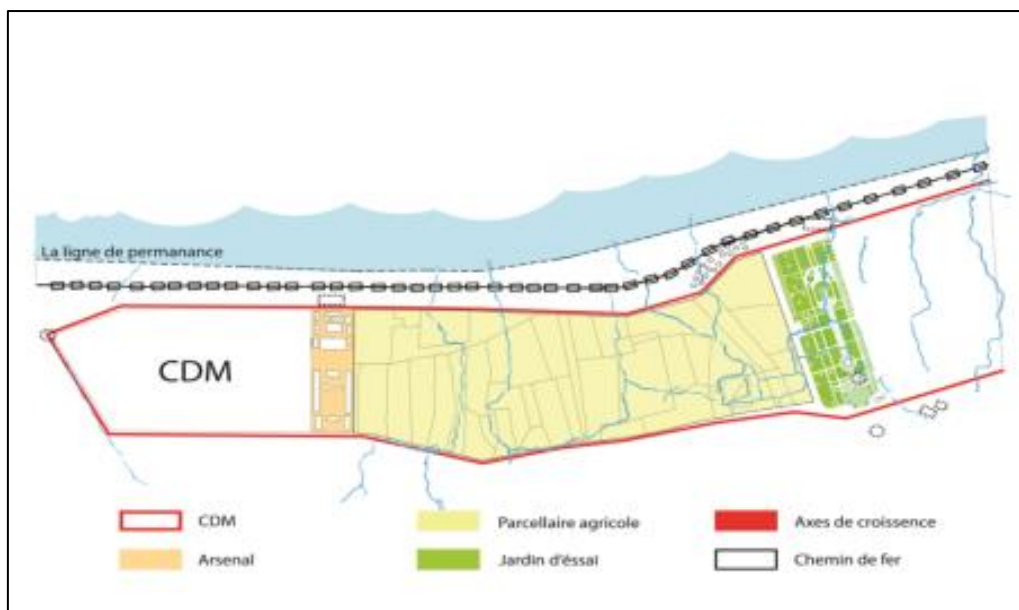 La ligne de permanance
CDM
CDM
Parcellaire agricole
Axes de croissence
Arsenal
Jardin d'éssai
Chemin de fer